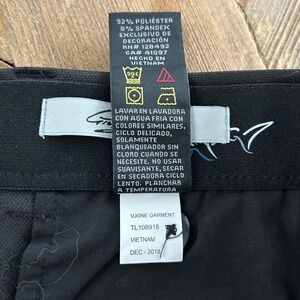 92% POLIÉSTER
8% SPANDEX
EXCLUSIVO DE
DECORACIÓN
RN# 128492
CA# 41097
HECHO EN
VIETNAM
LAVAR EN LAVADORA
CON AGUA FRIA CON
COLORES SIMILARES,
CICLO DELICADO,
SOLAMENTE
BLANQUEADOR SIN
CLORO CUANDO SE
NECESITE. NO USAR
SUAVISANTE, SECAR
EN SECADORA CICLO
LENTO. PLANCHAR
A TEMPERATURA
VJONE GARMENT
TL108918
VIETNAM
DEC - 2018